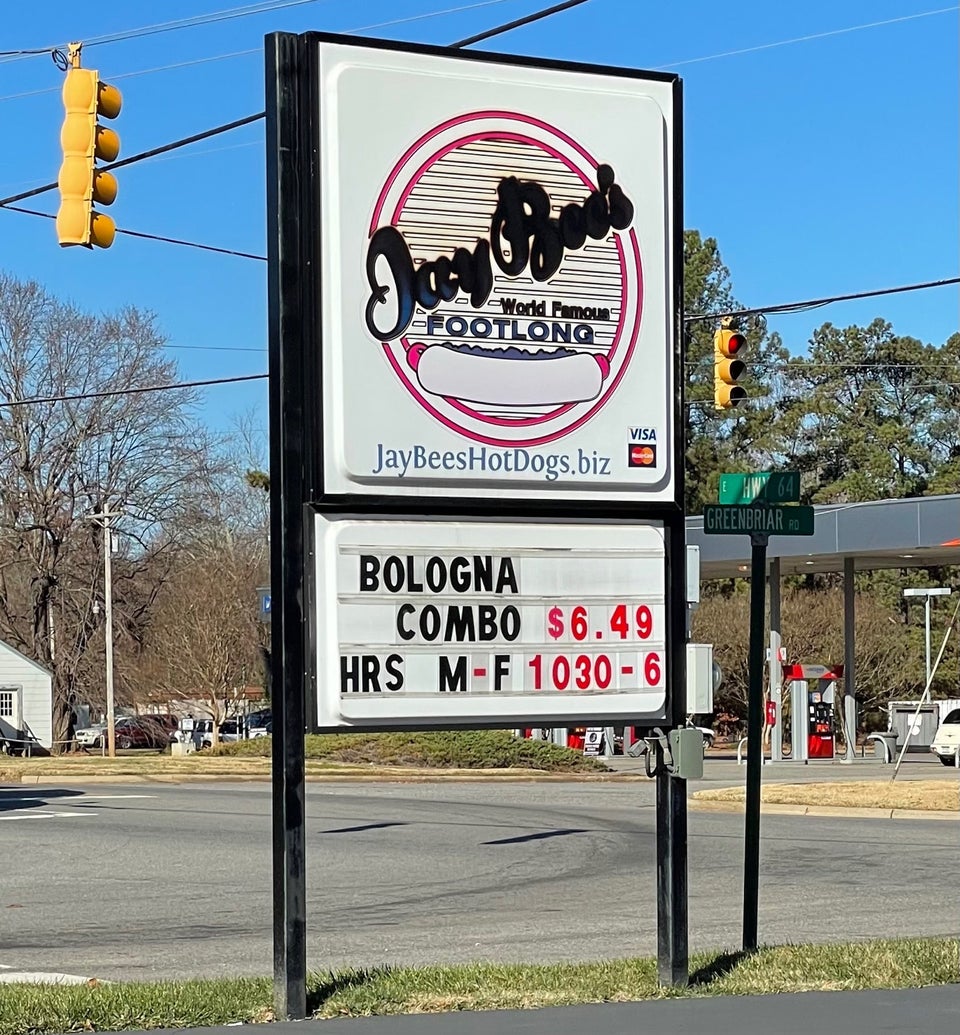 Jay Bee's
World Famous
FOOTLONG
JayBeesHotDogs.biz
VISA
MasterCard
BOLOGNA
COMBO $6.49
HRS M-F 1030-6
E HWY 64
GREENBRIAR RD